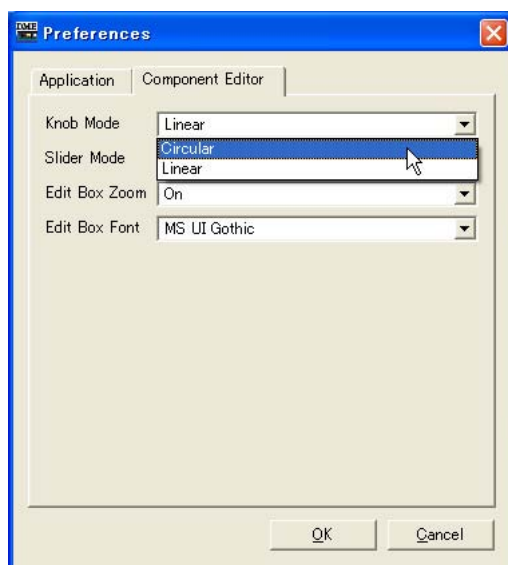 DME
Preferences
Application Component Editor
Knob Mode Linear
Circular
Slider Mode
Linear
Edit Box Zoom On
Edit Box Font MS UI Gothic
OK Cancel